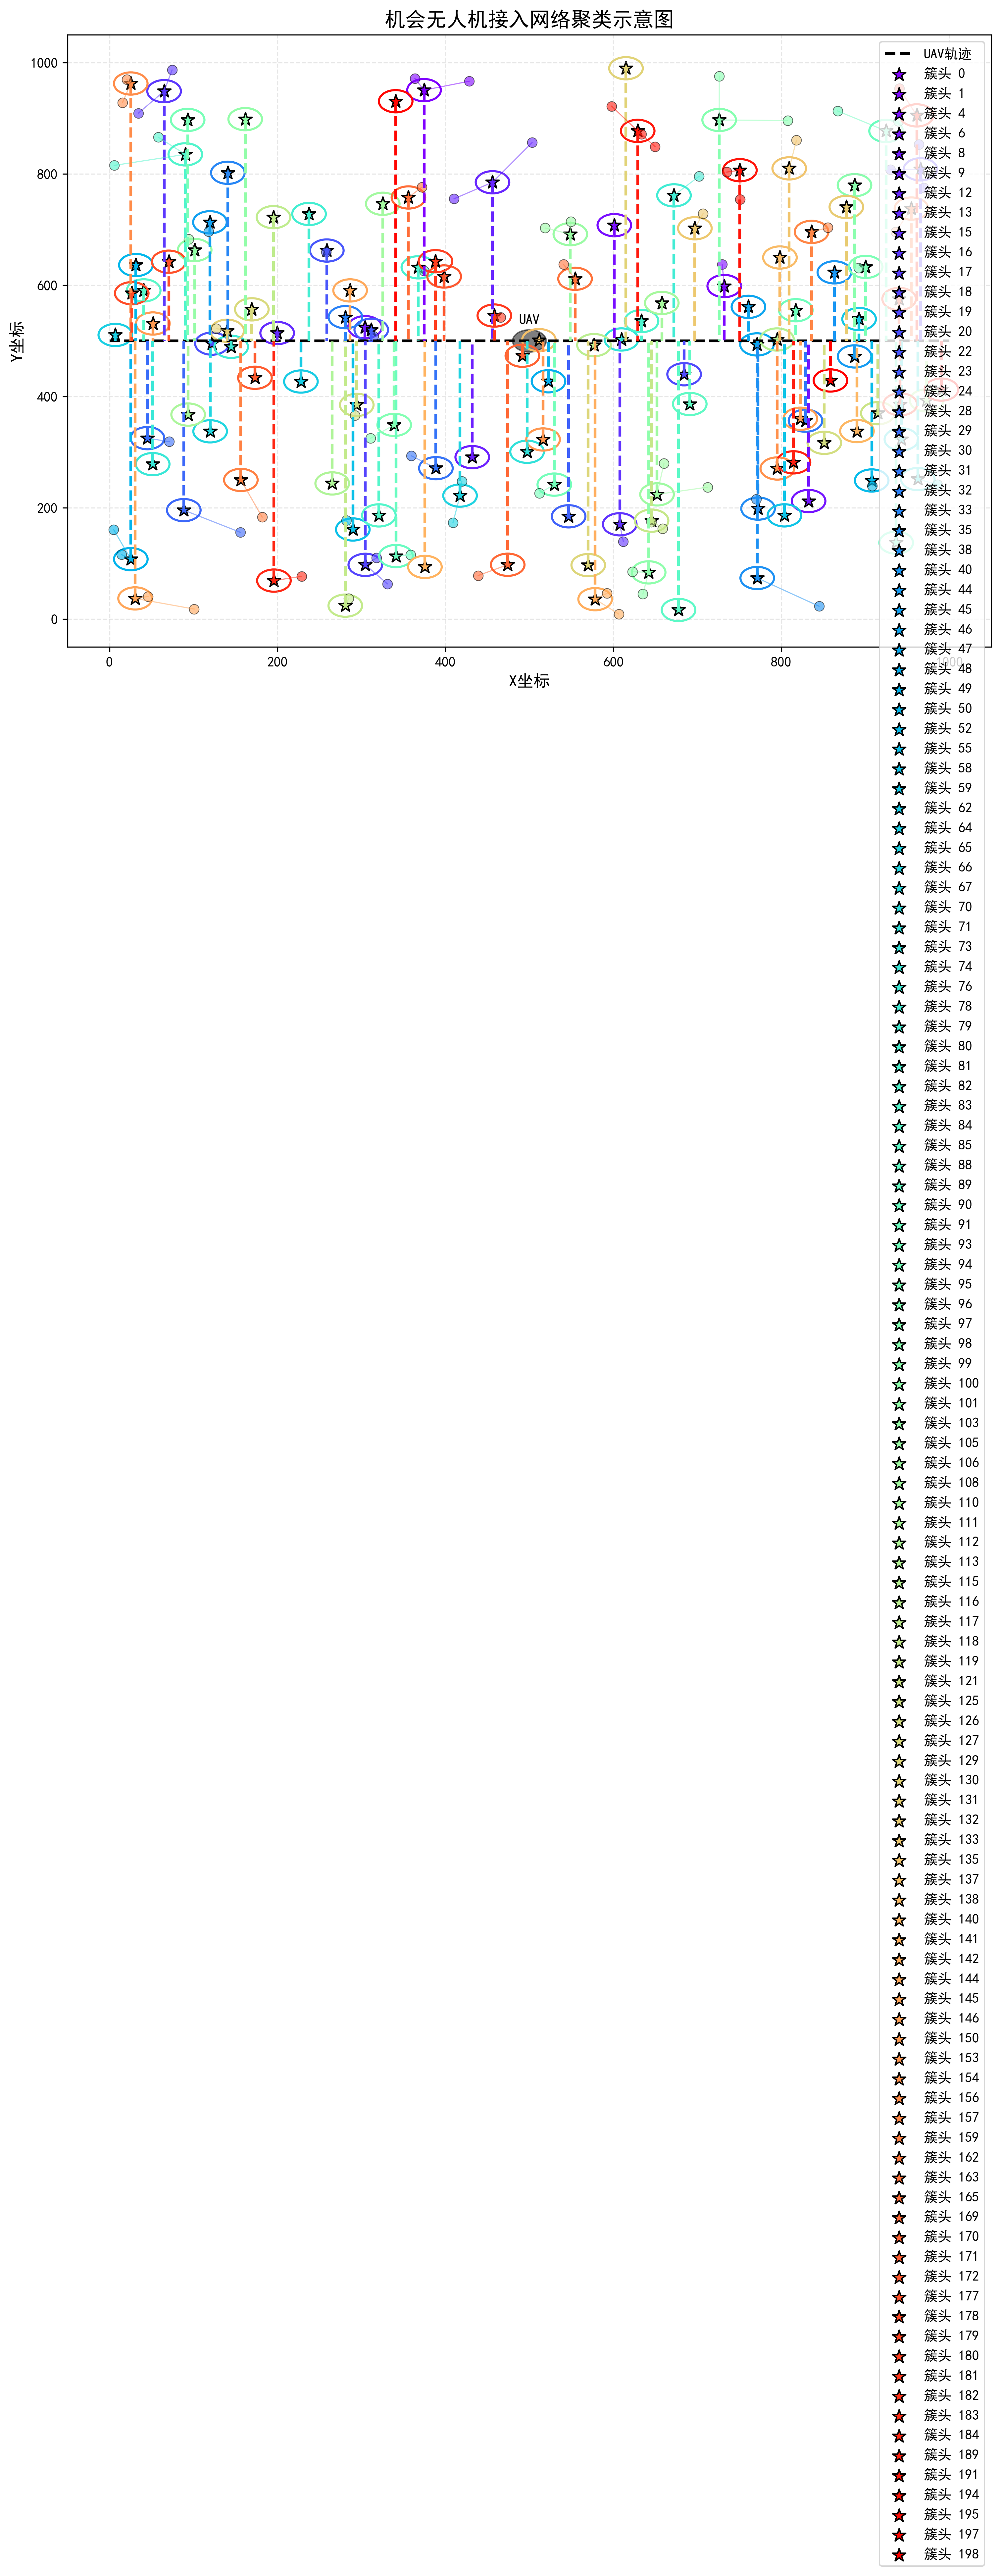 机会无人机接入网络聚类示意图
1000
800
600
400
200
0
Y坐标
UAV
0
200
400
600
800
1000
X坐标
UAV轨迹
簇头 0
簇头 1
簇头 4
簇头 6
簇头 8
簇头 9
簇头 12
簇头 13
簇头 15
簇头 16
簇头 17
簇头 18
簇头 19
簇头 20
簇头 22
簇头 23
簇头 24
簇头 28
簇头 29
簇头 30
簇头 31
簇头 32
簇头 33
簇头 35
簇头 38
簇头 40
簇头 44
簇头 45
簇头 46
簇头 47
簇头 48
簇头 49
簇头 50
簇头 52
簇头 55
簇头 58
簇头 59
簇头 62
簇头 64
簇头 65
簇头 66
簇头 67
簇头 70
簇头 71
簇头 73
簇头 74
簇头 76
簇头 78
簇头 79
簇头 80
簇头 81
簇头 82
簇头 83
簇头 84
簇头 85
簇头 88
簇头 89
簇头 90
簇头 91
簇头 93
簇头 94
簇头 95
簇头 96
簇头 97
簇头 98
簇头 99
簇头 100
簇头 101
簇头 103
簇头 105
簇头 106
簇头 108
簇头 110
簇头 111
簇头 112
簇头 113
簇头 115
簇头 116
簇头 117
簇头 118
簇头 119
簇头 121
簇头 125
簇头 126
簇头 127
簇头 129
簇头 130
簇头 131
簇头 132
簇头 133
簇头 135
簇头 137
簇头 138
簇头 140
簇头 141
簇头 142
簇头 144
簇头 145
簇头 146
簇头 150
簇头 153
簇头 154
簇头 156
簇头 157
簇头 159
簇头 162
簇头 163
簇头 165
簇头 169
簇头 170
簇头 171
簇头 172
簇头 177
簇头 178
簇头 179
簇头 180
簇头 181
簇头 182
簇头 183
簇头 184
簇头 189
簇头 191
簇头 194
簇头 195
簇头 197
簇头 198